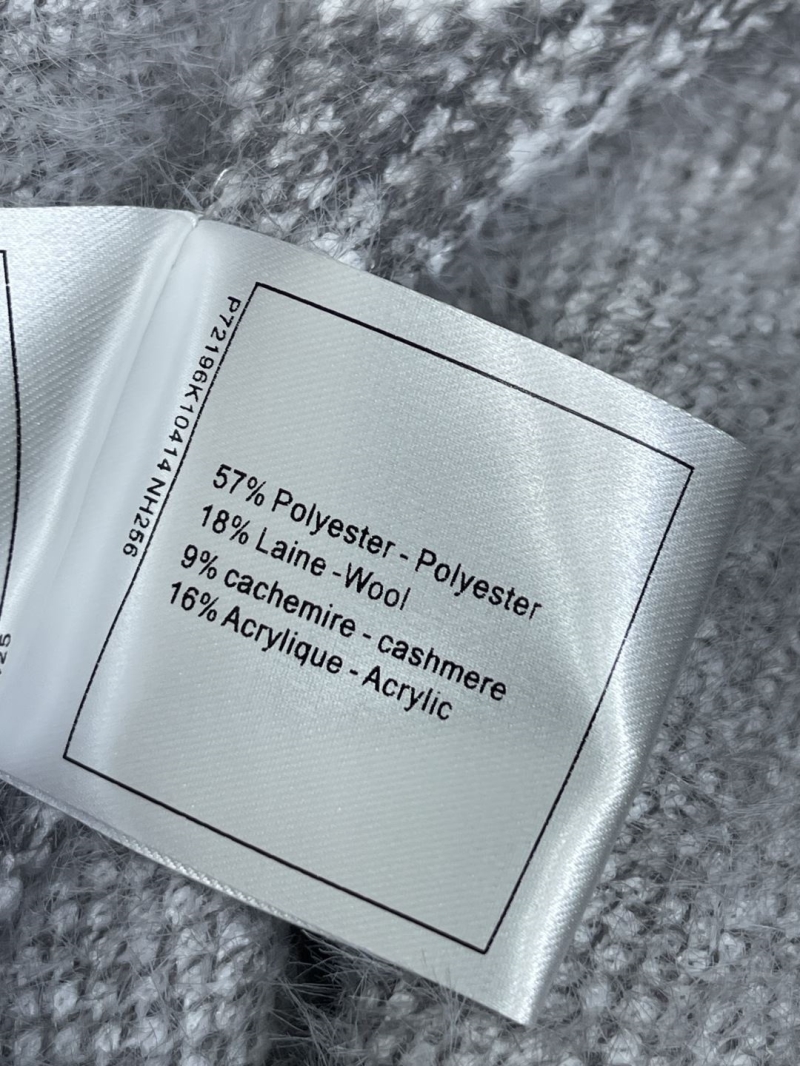 P72196K10414 NH256
57% Polyester - Polyester
18% Laine -Wool
9% cachemire - cashmere
16% Acrylique - Acrylic